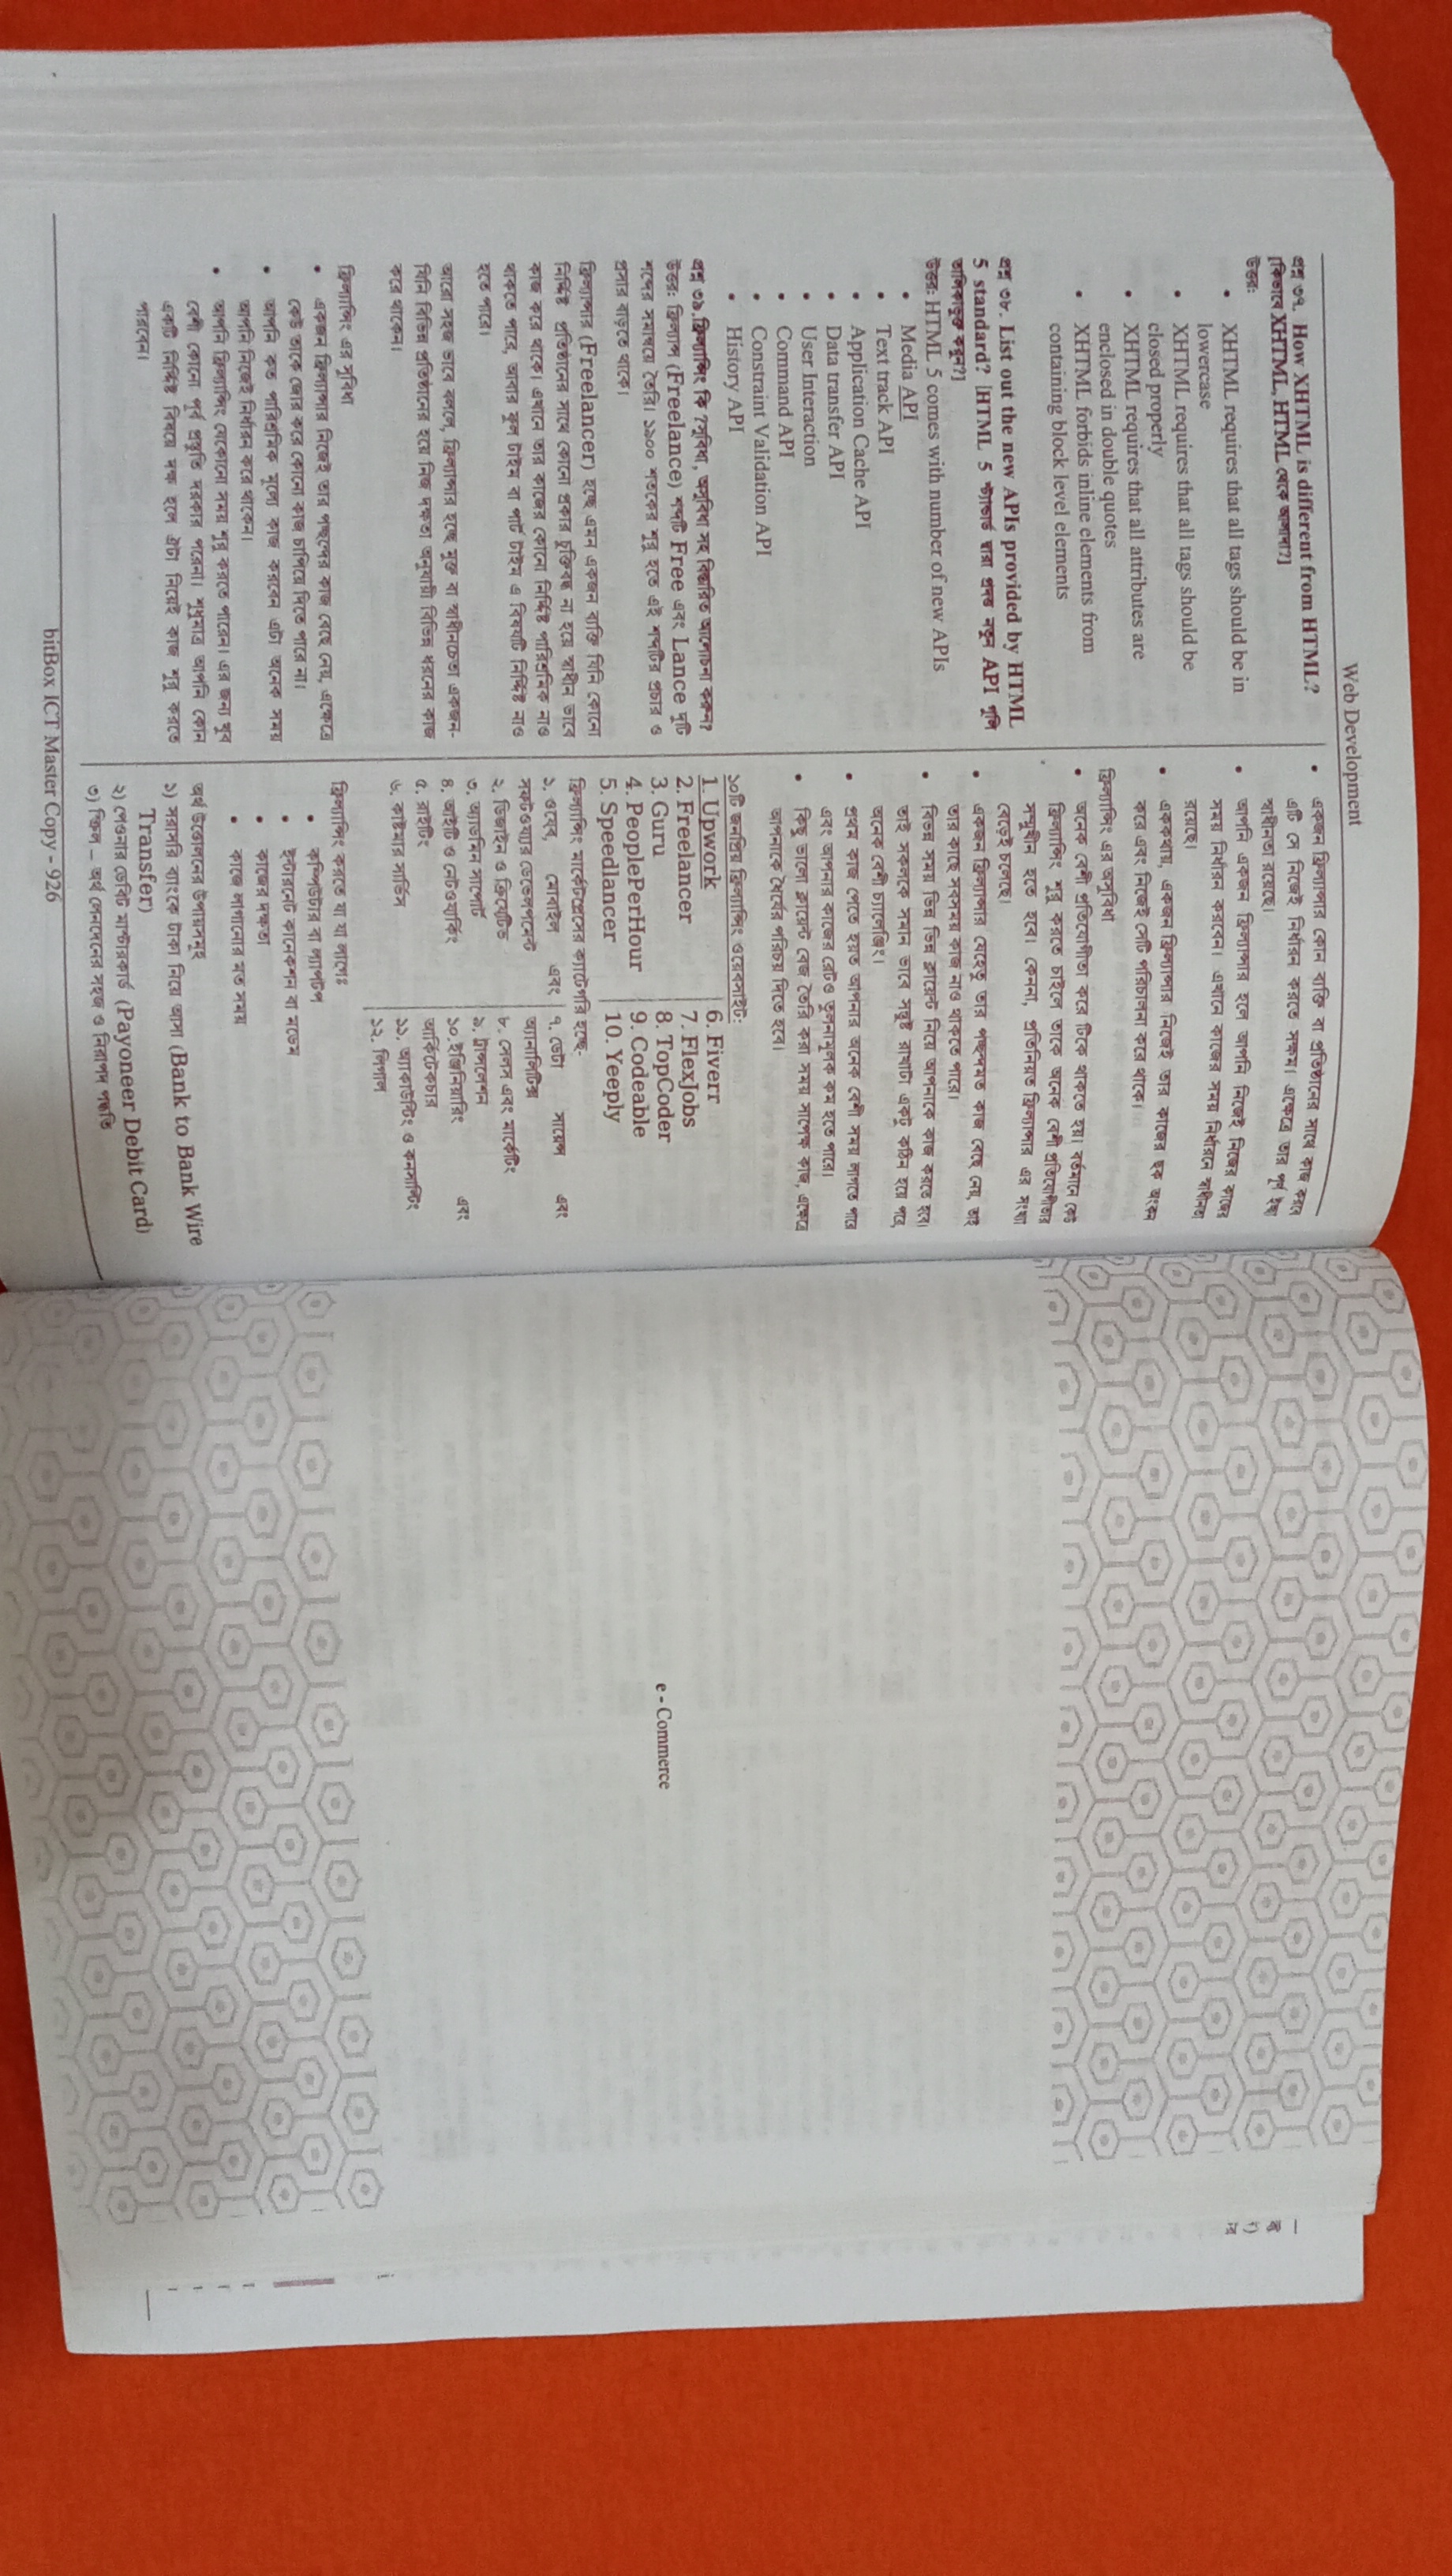 Web Development
প্রশ্ন ৩৭. How XHTML is different from HTML?
[কিভাবে XHTML, HTML থেকে আলাদা?]
উত্তর:
• XHTML requires that all tags should be in
lowercase
• XHTML requires that all tags should be
closed properly
• XHTML requires that all attributes are
enclosed in double quotes
• XHTML forbids inline elements from
containing block level elements
প্রশ্ন ৩৮. List out the new APIs provided by HTML
5 standard? [HTML 5 স্ট্যান্ডার্ড দ্বারা প্রদত্ত নতুন API গুলি
তালিকাভুক্ত করুন?]
উত্তর: HTML 5 comes with number of new APIs
• Media API
• Text track API
• Application Cache API
• Data transfer API
• User Interaction
• Command API
• Constraint Validation API
• History API
প্রশ্ন ৩৯.ফ্রিল্যান্সিং কি ?সুবিধা, অসুবিধা সহ বিস্তারিত আলোচনা করুন?
উত্তর: ফ্রিল্যান্স (Freelance) শব্দটি Free এবং Lance দুটি
শব্দের সমান্বয়ে তৈরি। ১৯০০ শতকের শুরু হতে এই শব্দটির প্রচার ও
প্রসার বাড়তে থাকে।
ফ্রিল্যান্সার (Freelancer) হচ্ছে এমন একজন ব্যক্তি যিনি কোনো
নির্দিষ্ট প্রতিষ্ঠানের সাথে কোনো প্রকার চুক্তিবদ্ধ না হয়ে স্বাধীন ভাবে
কাজ করে থাকে। এখানে তার কাজের কোনো নির্দিষ্ট পারিশ্রমিক নাও
থাকতে পারে, আবার ফুল টাইম বা পার্ট টাইম এ বিষয়টি নির্দিষ্ট নাও
হতে পারে।
আরো সহজ ভাবে বললে, ফ্রিল্যান্সার হচ্ছে মুক্ত বা স্বাধীনচেতা একজন-
যিনি বিভিন্ন প্রতিষ্ঠানের হয়ে নিজ দক্ষতা অনুযায়ী বিভিন্ন ধরনের কাজ
করে থাকেন।
ফ্রিল্যান্সিং এর সুবিধা
• একজন ফ্রিল্যান্সার নিজেই তার পছন্দের কাজ বেছে নেয়, এক্ষেত্রে
কেউ তাকে জোর করে কোনো কাজ চাপিয়ে দিতে পারে না।
• আপনি কত পারিশ্রমিক মূল্যে কাজ করবেন এটা অনেক সময়
আপনি নিজেই নির্ধারন করে থাকেন।
• আপনি ফ্রিল্যান্সিং যেকোনো সময় শুরু করতে পারেন। এর জন্য খুব
বেশী কোনো পূর্ব প্রস্তুতি দরকার পরেনা। শুধুমাত্র আপনি কোন
একটি নির্দিষ্ট বিষয়ে দক্ষ হলে ঐটা নিয়েই কাজ শুরু করতে
পারবেন।
• একজন ফ্রিল্যান্সার কোন ব্যক্তি বা প্রতিষ্ঠানের সাথে কাজ করবে
এটি সে নিজেই নির্ধারন করতে সক্ষম। এক্ষেত্রে তার পূর্ণ ইচ্ছা
স্বাধীনতা রয়েছে।
• আপনি একজন ফ্রিল্যান্সার হলে আপনি নিজেই নিজের কাজের
সময় নির্ধারন করবেন। এখানে কাজের সময় নির্ধারনে স্বাধীনতা
রয়েছে।
• এককথায়, একজন ফ্রিল্যান্সার নিজেই তার কাজের ছক অংকন
করে এবং নিজেই সেটি পরিচালনা করে থাকে।
ফ্রিল্যান্সিং এর অসুবিধা
• অনেক বেশী প্রতিযোগীতা করে টিকে থাকতে হয়। বর্তমানে কেউ
ফ্রিল্যান্সিং শুরু করতে চাইলে তাকে অনেক বেশী প্রতিযোগীতার
সম্মুখীন হতে হবে। কেননা, প্রতিনিয়ত ফ্রিল্যান্সার এর সংখ্যা
বেড়েই চলেছে।
• একজন ফ্রিল্যান্সার যেহেতু তার পছন্দমত কাজ বেছে নেয়, তাই
তার কাছে সবসময় কাজ নাও থাকতে পারে।
• বিভন্ন সময় ভিন্ন ভিন্ন ক্লায়েন্ট নিয়ে আপনাকে কাজ করতে হবে।
তাই সকলকে সমান ভাবে সন্তুষ্ট রাখাটা একটু কঠিন হয়ে পরে,
অনেক বেশী চ্যালেঞ্জিং।
• প্রথম কাজ পেতে হয়ত আপনার অনেক বেশী সময় লাগতে পারে
এবং আপনার কাজের রেটও তুলনামূলক কম হতে পারে।
• কিছু ভালো ক্লায়েন্ট বেজ তৈরি করা সময় সাপেক্ষ কাজ, এক্ষেত্রে
আপনাকে ধৈর্যের পরিচয় দিতে হবে।
১০টি জনপ্রিয় ফ্রিল্যান্সিং ওয়েবসাইট:
1. Upwork
2. Freelancer
3. Guru
4. PeoplePerHour
5. Speedlancer
6. Fiverr
7. FlexJobs
8. TopCoder
9. Codeable
10. Yeeply
ফ্রিল্যান্সিং মার্কেটপ্লেসের ক্যাটেগরি হচ্ছে-
১. ওয়েব, মোবাইল এবং
সফটওয়্যার ডেভেলপমেন্ট
২. ডিজাইন ও ক্রিয়েটিভ
৩. অ্যাডমিন সাপোর্ট
৪. আইটি ও নেটওয়ার্কিং
৫. রাইটিং
৬. কাষ্টমার সার্ভিস
৭. ডেটা সায়েন্স এবং
অ্যানালিটিক্স
৮. সেলস এবং মার্কেটিং
৯. ট্রান্সলেশন
১০.ইঞ্জিনিয়ারিং এবং
আর্কিটেকচার
১১. অ্যাকাউন্টিং ও কনসাল্টিং
১২. লিগাল
ফ্রিল্যান্সিং করতে যা যা লাগেঃ
• কম্পিউটার বা ল্যাপটপ
• ইন্টারনেট কানেকশন বা মডেম
• কাজের দক্ষতা
• কাজে লাগানোর মত সময়
অর্থ উত্তোলনের উপায়সমূহ
১) সরাসরি ব্যাংকে টাকা নিয়ে আসা (Bank to Bank Wire
Transfer)
২) পেওনার ডেবিট মাস্টারকার্ড (Payoneer Debit Card)
৩) স্ক্রিল – অর্থ লেনদেনের সহজ ও নিরাপদ পদ্ধতি
bitBox ICT Master Copy - 926
e - Commerce